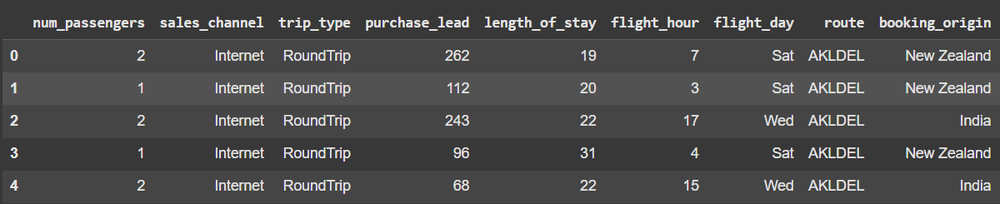 num_passengers sales_channel trip_type purchase_lead length_of_stay flight_hour flight_day route booking_origin
0 2 Internet RoundTrip 262 19 7 Sat AKLDEL New Zealand
1 1 Internet RoundTrip 112 20 3 Sat AKLDEL New Zealand
2 2 Internet RoundTrip 243 22 17 Wed AKLDEL India
3 1 Internet RoundTrip 96 31 4 Sat AKLDEL New Zealand
4 2 Internet RoundTrip 68 22 15 Wed AKLDEL India